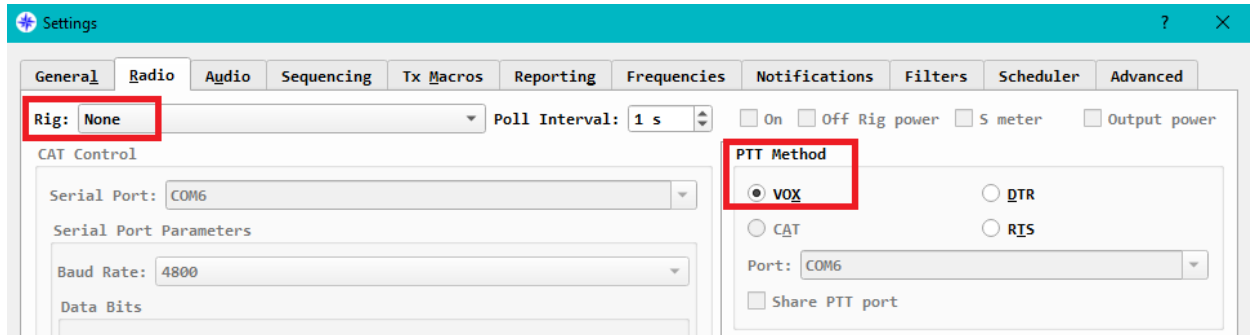 Settings ? ×
General Radio Audio Sequencing Tx Macros Reporting Frequencies Notifications Filters Scheduler Advanced
Rig: None Poll Interval: 1 s On Off Rig power S meter Output power
CAT Control
Serial Port: COM6
Serial Port Parameters
Baud Rate: 4800
Data Bits
PTT Method
VOX DTR
CAT RTS
Port: COM6
Share PTT port